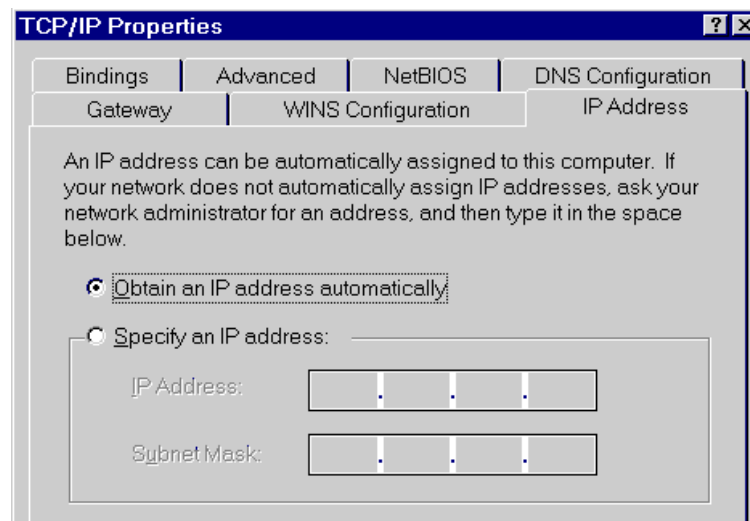 TCP/IP Properties
? X
Bindings Advanced NetBIOS DNS Configuration
Gateway WINS Configuration IP Address
An IP address can be automatically assigned to this computer. If
your network does not automatically assign IP addresses, ask your
network administrator for an address, and then type it in the space
below.
Obtain an IP address automatically
Specify an IP address:
IP Address:
. . .
Subnet Mask:
. . .